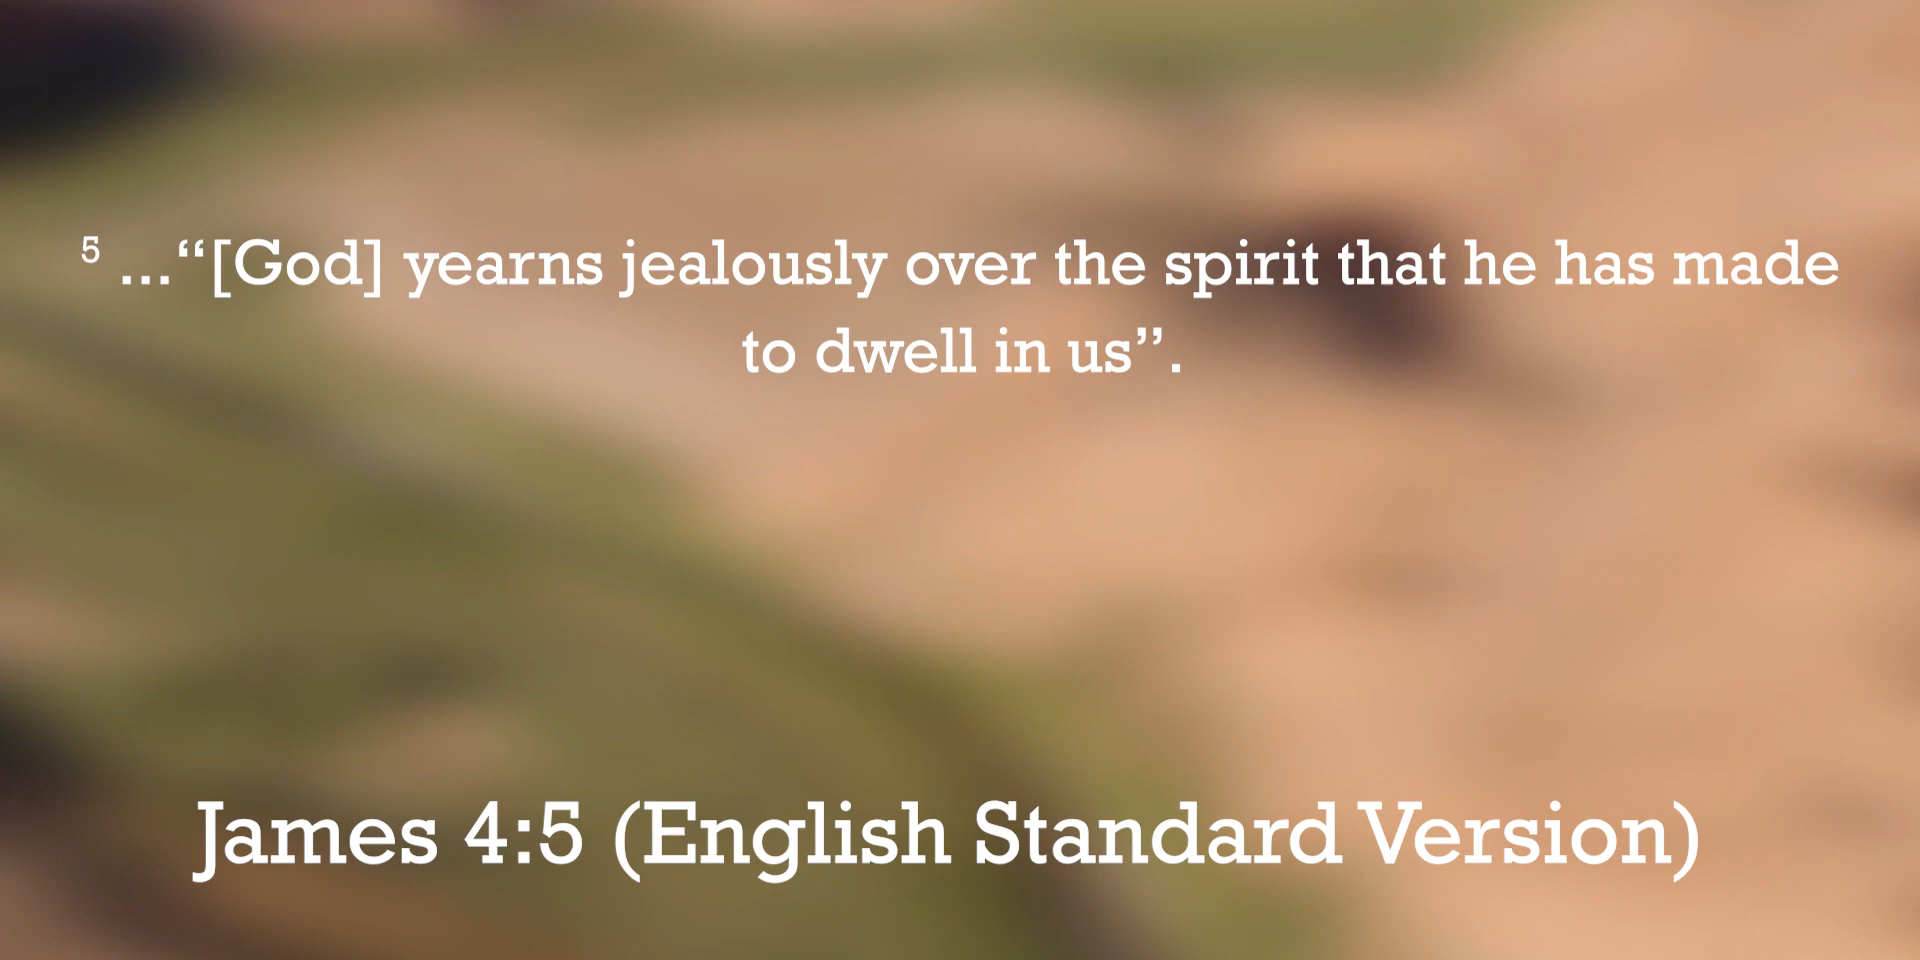 ⁵ ...“[God] yearns jealously over the spirit that he has made
to dwell in us”.
James 4:5 (English Standard Version)